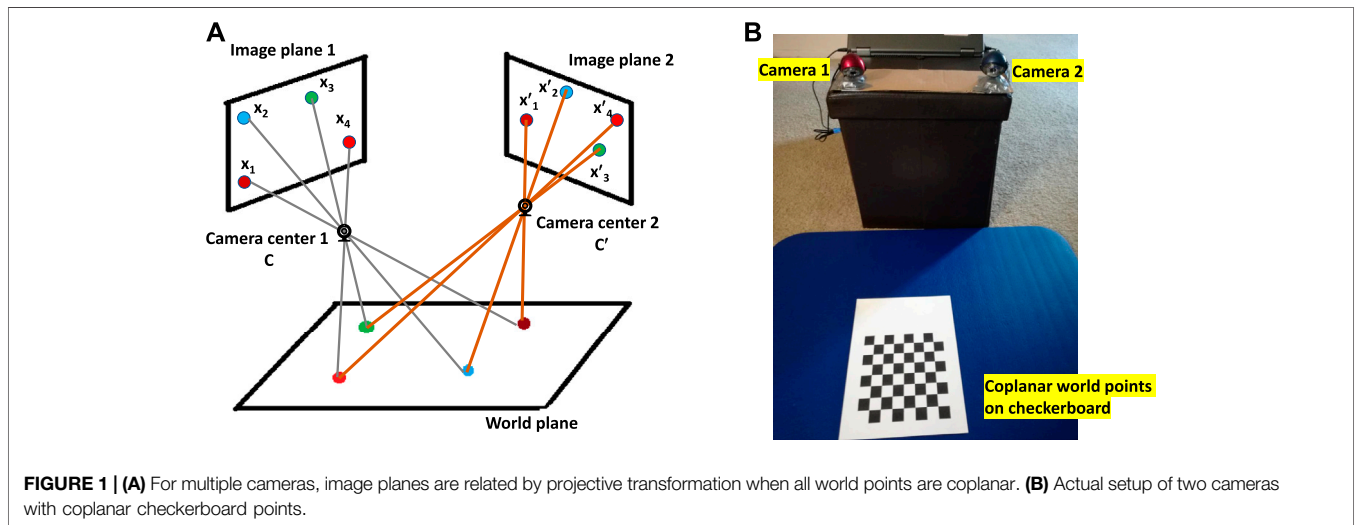 A
Image plane 1
x3
x2
x4
x1
Camera center 1
C
Image plane 2
x′2
x′1
x′4
x′3
Camera center 2
C′
World plane
B
Camera 1
Camera 2
Coplanar world points
on checkerboard
FIGURE 1 | (A) For multiple cameras, image planes are related by projective transformation when all world points are coplanar. (B) Actual setup of two cameras
with coplanar checkerboard points.